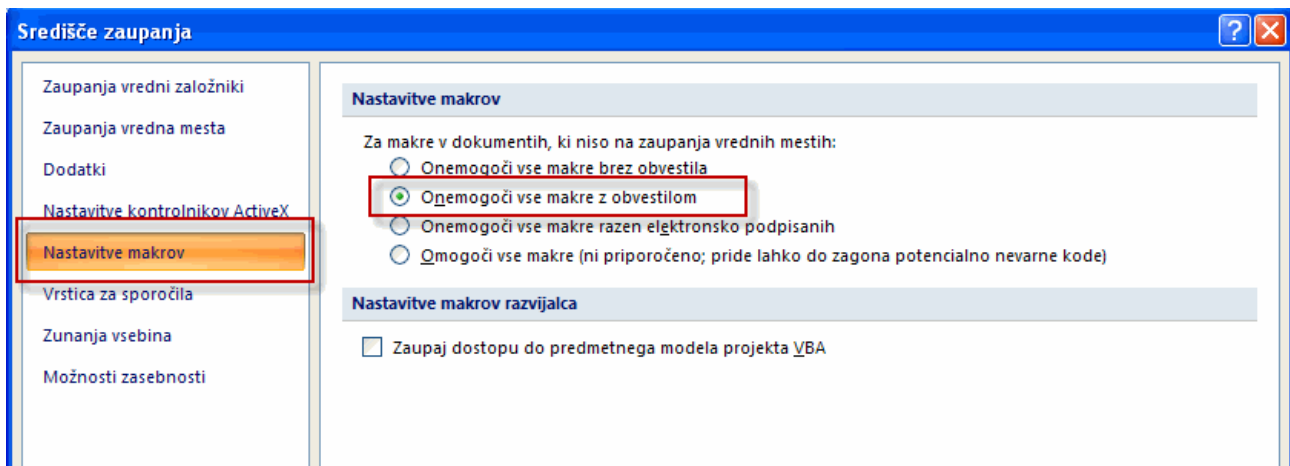 Središče zaupanja
Zaupanja vredni založniki
Zaupanja vredna mesta
Dodatki
Nastavitve kontrolnikov ActiveX
Nastavitve makrov
Vrstica za sporočila
Zunanja vsebina
Možnosti zasebnosti
Nastavitve makrov
Za makre v dokumentih, ki niso na zaupanja vrednih mestih:
Onemogoči vse makre brez obvestila
Onemogoči vse makre z obvestilom
Onemogoči vse makre razen elektronsko podpisanih
Omogoči vse makre (ni priporočeno; pride lahko do zagona potencialno nevarne kode)
Nastavitve makrov razvijalca
Zaupaj dostopu do predmetnega modela projekta VBA